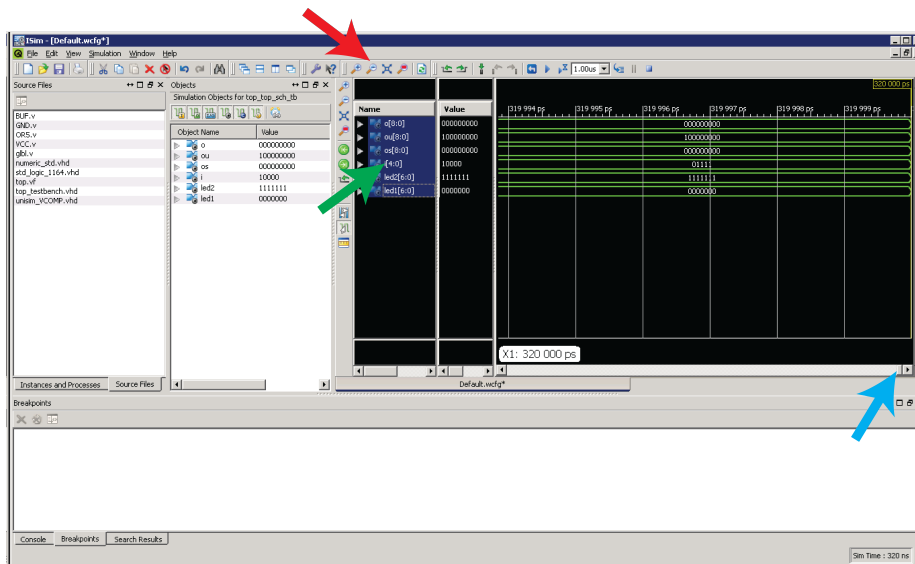 ISim - [Default.wcfg*]
File Edit View Simulation Window Help
1.00us
Source Files
BUF.v
GND.v
OR5.v
VCC.v
glbl.v
numeric_std.vhd
std_logic_1164.vhd
top.vf
top_testbench.vhd
unisim_VCOMP.vhd
Instances and Processes Source Files
Objects
Simulation Objects for top_top_sch_tb
Object Name Value
o 000000000
ou 100000000
os 000000000
i 10000
led2 1111111
led1 0000000
Name Value
o[8:0] 000000000
ou[8:0] 100000000
os[8:0] 000000000
[4:0] 10000
led2[6:0] 1111111
led1[6:0] 0000000
320 000 ps
319 994 ps 319 995 ps 319 996 ps 319 997 ps 319 998 ps 319 999 ps
000000000
100000000
000000000
01111
1111111
0000000
X1: 320 000 ps
Default.wcfg*
Breakpoints
Console Breakpoints Search Results
Sim Time : 320 ns